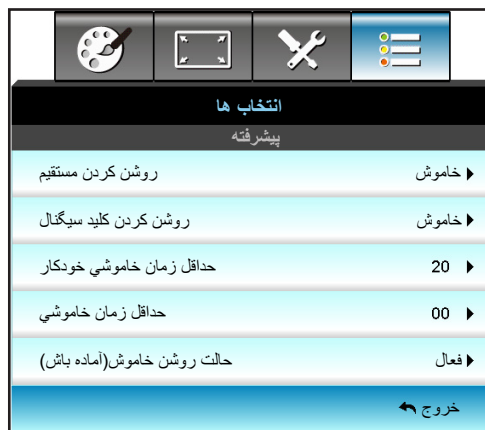 انتخاب ها
پیشرفته
روشن کردن مستقیم خاموش
روشن کردن کلید سیگنال خاموش
حداقل زمان خاموشي خودکار 20
حداقل زمان خاموشي 00
حالت روشن خاموش(آماده باش) فعال
خروج